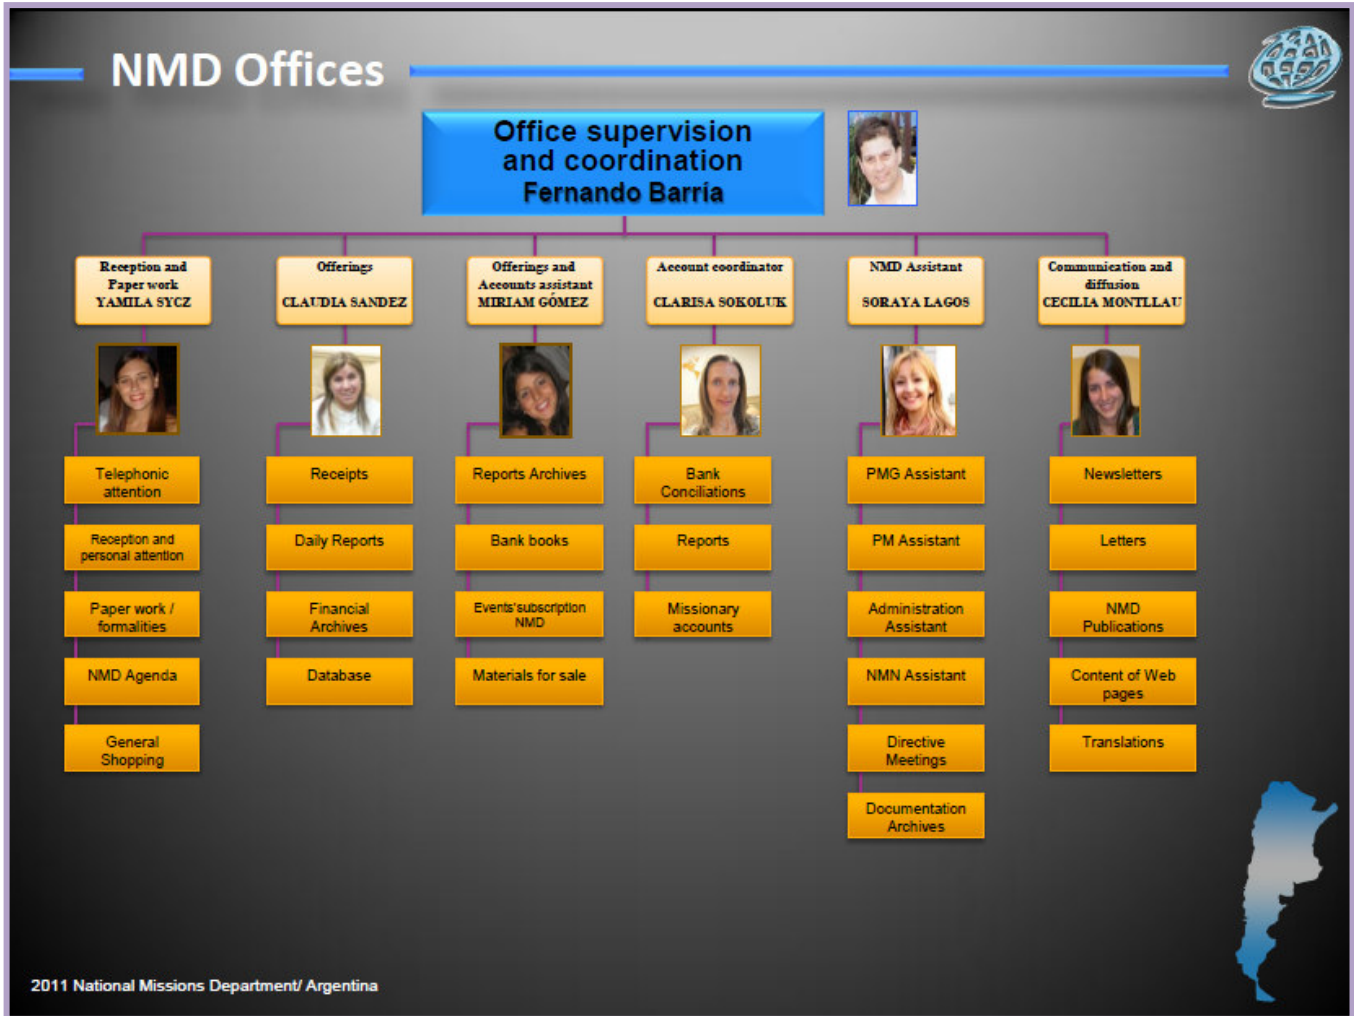 NMD Offices
Office supervision
and coordination
Fernando Barría
Reception and
Paper work
YAMILA SYCZ
Offerings
CLAUDIA SANDEZ
Offerings and
Accounts assistant
MIRIAM GÓMEZ
Account coordinator
CLARISA SOKOLUK
NMD Assistant
SORAYA LAGOS
Communication and
diffusion
CECILIA MONTLLAU
Telephonic
attention
Reception and
personal attention
Paper work /
formalities
NMD Agenda
General
Shopping
Receipts
Daily Reports
Financial
Archives
Database
Reports Archives
Bank books
Events'subscription
NMD
Materials for sale
Bank
Conciliations
Reports
Missionary
accounts
PMG Assistant
PM Assistant
Administration
Assistant
NMN Assistant
Directive
Meetings
Documentation
Archives
Newsletters
Letters
NMD
Publications
Content of Web
pages
Translations
2011 National Missions Department/ Argentina